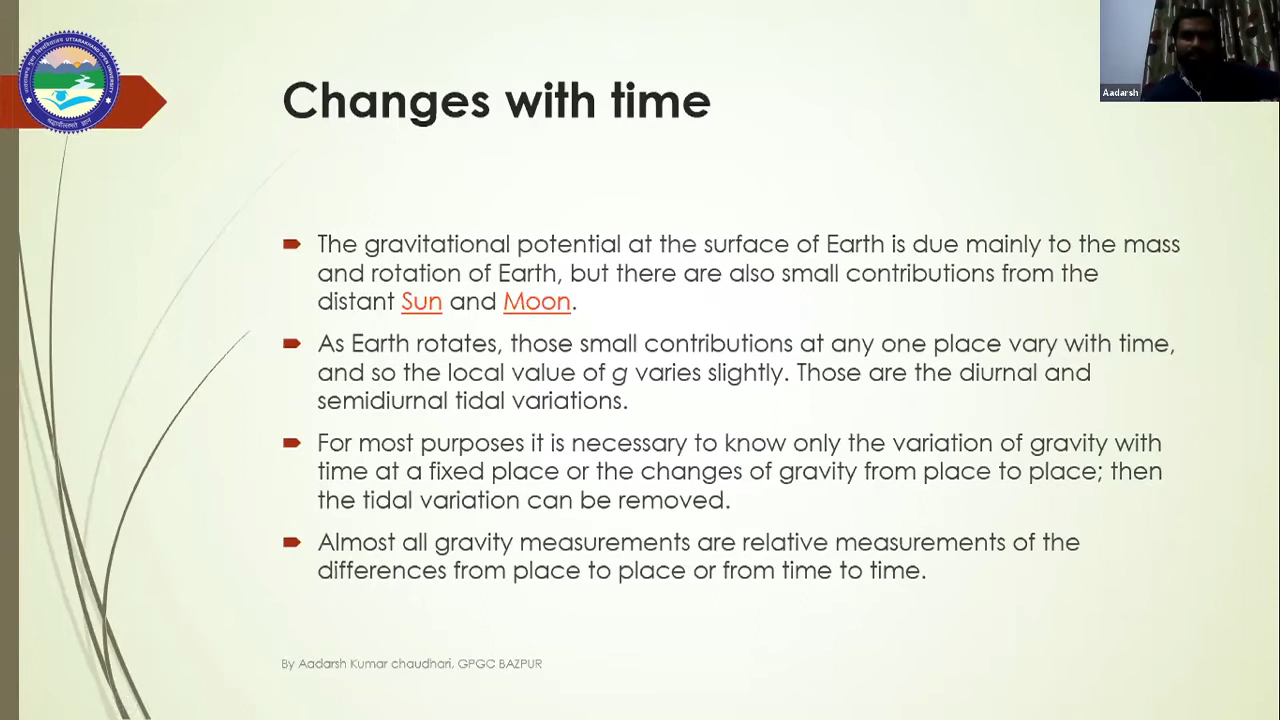 Changes with time
Aadarsh
The gravitational potential at the surface of Earth is due mainly to the mass
and rotation of Earth, but there are also small contributions from the
distant Sun and Moon.
As Earth rotates, those small contributions at any one place vary with time,
and so the local value of g varies slightly. Those are the diurnal and
semidiurnal tidal variations.
For most purposes it is necessary to know only the variation of gravity with
time at a fixed place or the changes of gravity from place to place; then
the tidal variation can be removed.
Almost all gravity measurements are relative measurements of the
differences from place to place or from time to time.
By Aadarsh Kumar chaudhari, GPGC BAZPUR